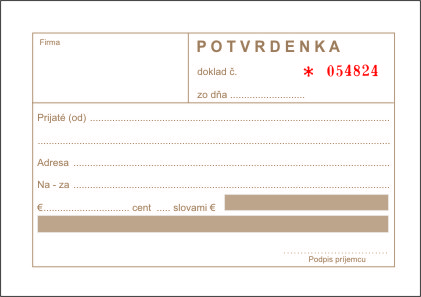 Firma
POTVRDENKA
doklad č. * 054824
zo dňa ...........................
Prijaté (od) ..........................................................................................................
..............................................................................................................................
Adresa ................................................................................................................
Na - za ................................................................................................................
€............................... cent ..... slovami €
......................................
Podpis príjemcu